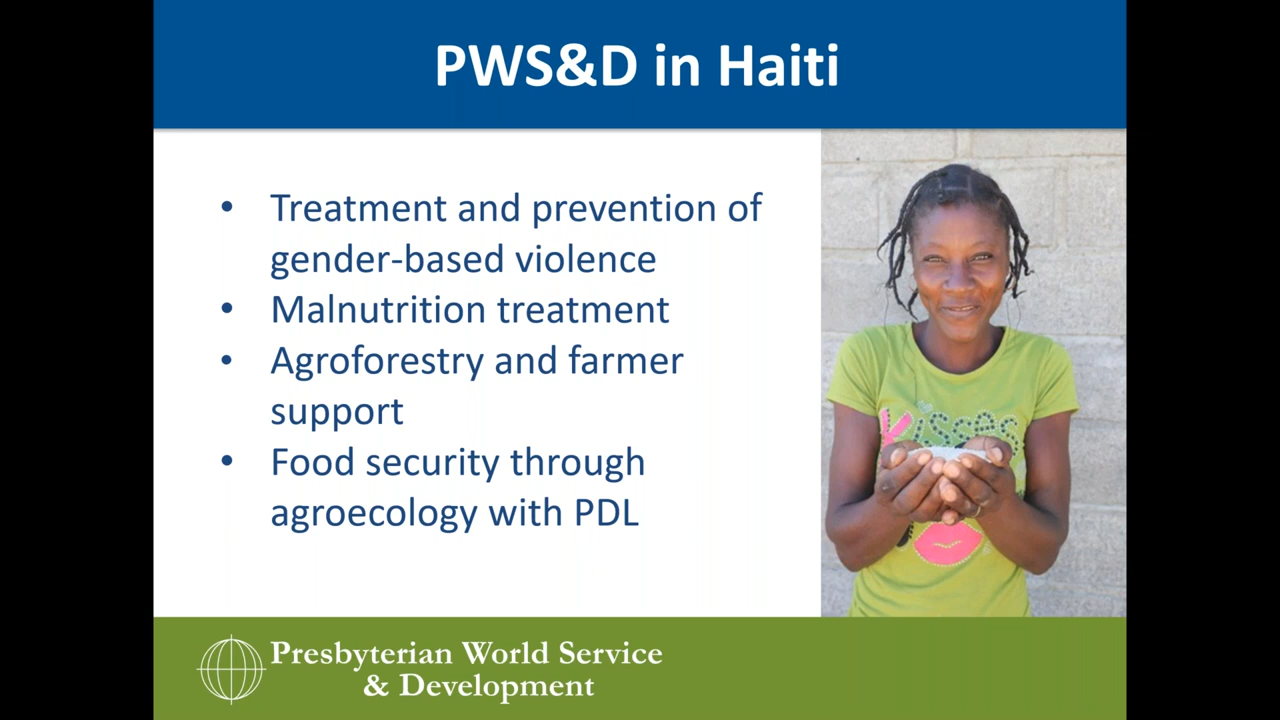 PWS&D in Haiti
• Treatment and prevention of
gender-based violence
• Malnutrition treatment
• Agroforestry and farmer
support
• Food security through
agroecology with PDL
Kisses
Presbyterian World Service
& Development